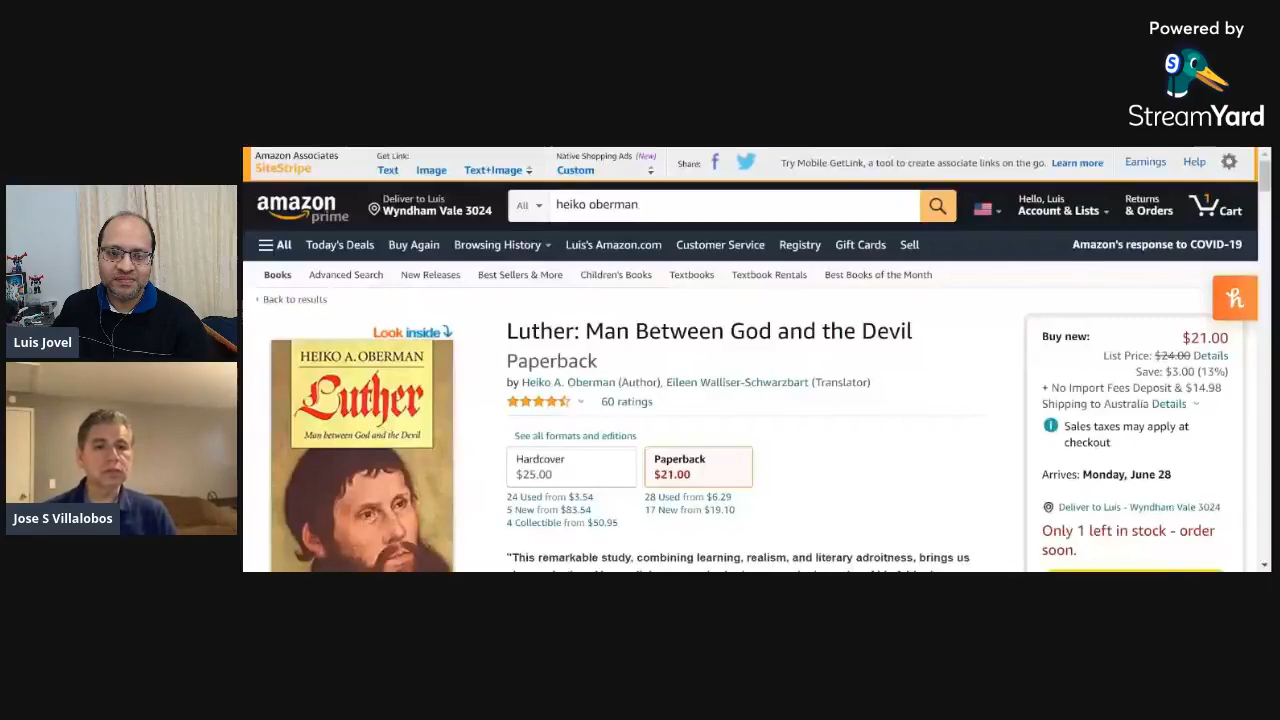 Powered by
StreamYard
Amazon Associates
SiteStripe
Get Link:
Text Image Text+Image
Native Shopping Ads (New)
Custom
Share:
Try Mobile GetLink, a tool to create associate links on the go. Learn more
Earnings Help
amazon
prime
Deliver to Luis
Wyndham Vale 3024
All heiko oberman
Hello, Luis
Account & Lists
Returns
& Orders
1
Cart
All Today's Deals Buy Again Browsing History Luis's Amazon.com Customer Service Registry Gift Cards Sell
Amazon's response to COVID-19
Books Advanced Search New Releases Best Sellers & More Children's Books Textbooks Textbook Rentals Best Books of the Month
‹ Back to results
Look inside
HEIKO A. OBERMAN
Luther
Man between God and the Devil
Luther: Man Between God and the Devil
Paperback
by Heiko A. Oberman (Author), Eileen Walliser-Schwarzbart (Translator)
60 ratings
See all formats and editions
Hardcover
$25.00
24 Used from $3.54
5 New from $83.54
4 Collectible from $50.95
Paperback
$21.00
28 Used from $6.29
17 New from $19.10
"This remarkable study, combining learning, realism, and literary adroitness, brings us
Buy new: $21.00
List Price: $24.00 Details
Save: $3.00 (13%)
+ No Import Fees Deposit & $14.98
Shipping to Australia Details
Sales taxes may apply at
checkout
Arrives: Monday, June 28
Deliver to Luis - Wyndham Vale 3024
Only 1 left in stock - order
soon.
Luis Jovel
Jose S Villalobos